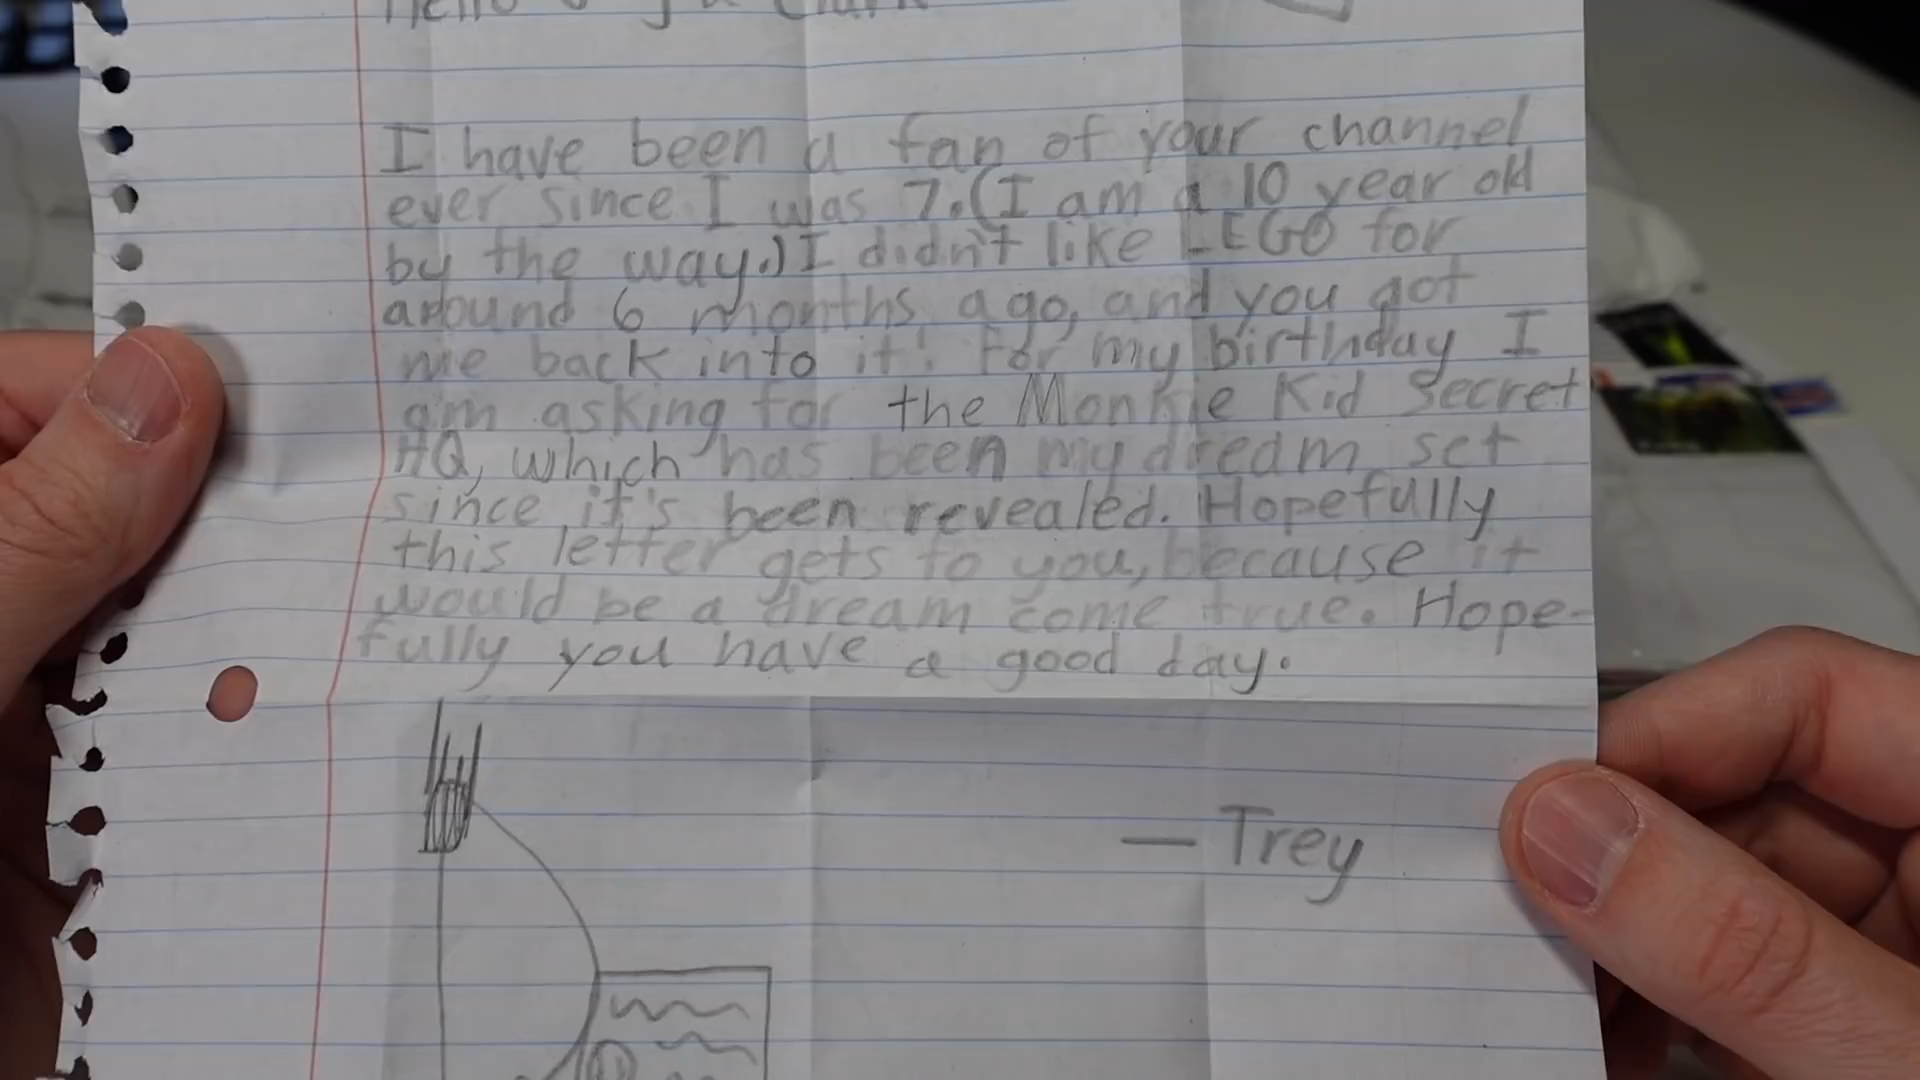 Hello
I have been a fan of your channel
ever since I was 7. (I am a 10 year old
by the way.) I didn't like LEGO for
around 6 months ago, and you got
me back into it! For my birthday I
am asking for the Monkie Kid Secret
HQ, which has been my dream set
since it's been revealed. Hopefully
this letter gets to you, because it
would be a dream come true. Hope-
fully you have a good day.
— Trey